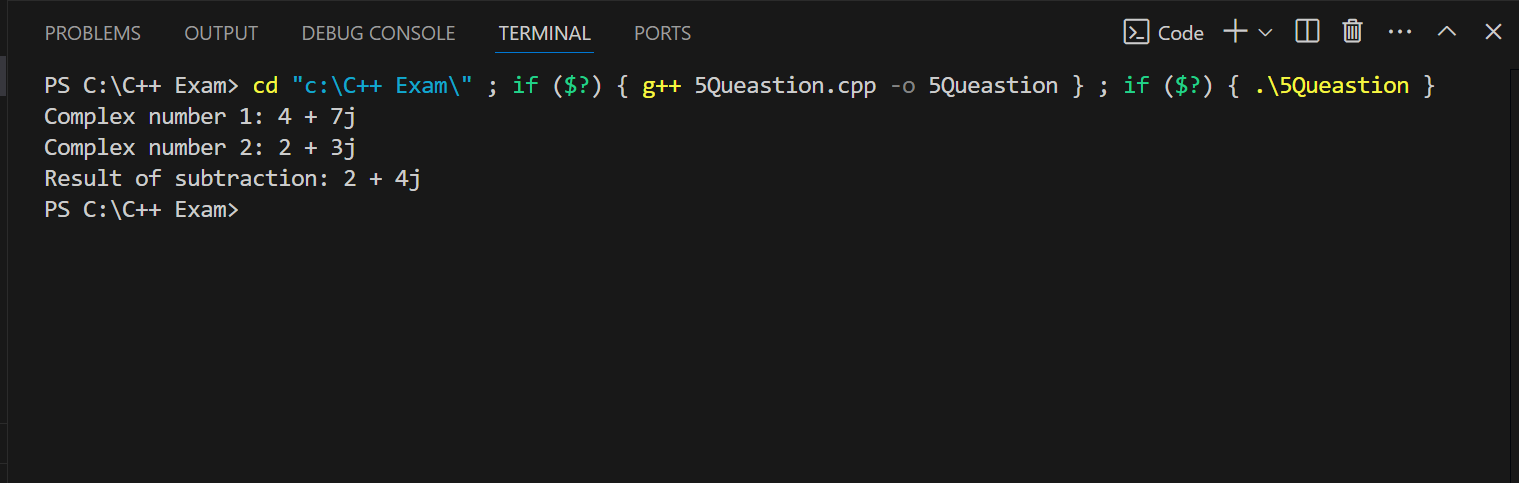 PROBLEMS OUTPUT DEBUG CONSOLE TERMINAL PORTS Code
PS C:\C++ Exam> cd "c:\C++ Exam\" ; if ($?) { g++ 5Queastion.cpp -o 5Queastion } ; if ($?) { .\5Queastion }
Complex number 1: 4 + 7j
Complex number 2: 2 + 3j
Result of subtraction: 2 + 4j
PS C:\C++ Exam>